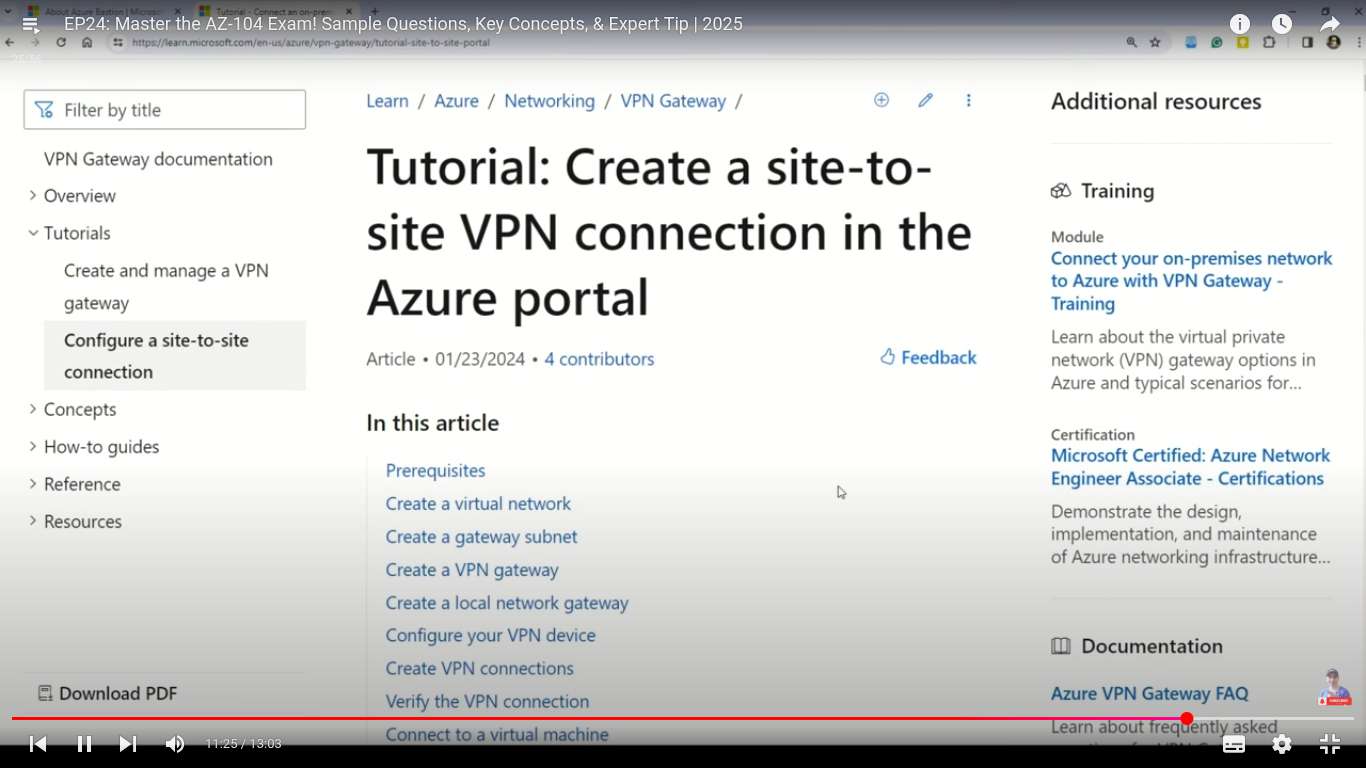 About Azure Bastion | Microsoft
Tutorial - Connect an on-prem
EP24: Master the AZ-104 Exam! Sample Questions, Key Concepts, & Expert Tip | 2025
https://learn.microsoft.com/en-us/azure/vpn-gateway/tutorial-site-to-site-portal
Filter by title
VPN Gateway documentation
Overview
Tutorials
Create and manage a VPN
gateway
Configure a site-to-site
connection
Concepts
How-to guides
Reference
Resources
Download PDF
Learn / Azure / Networking / VPN Gateway /
Tutorial: Create a site-to-
site VPN connection in the
Azure portal
Article • 01/23/2024 • 4 contributors
Feedback
In this article
Prerequisites
Create a virtual network
Create a gateway subnet
Create a VPN gateway
Create a local network gateway
Configure your VPN device
Create VPN connections
Verify the VPN connection
Connect to a virtual machine
Additional resources
Training
Module
Connect your on-premises network
to Azure with VPN Gateway -
Training
Learn about the virtual private
network (VPN) gateway options in
Azure and typical scenarios for...
Certification
Microsoft Certified: Azure Network
Engineer Associate - Certifications
Demonstrate the design,
implementation, and maintenance
of Azure networking infrastructure...
Documentation
Azure VPN Gateway FAQ
Learn about frequently asked
11:25 / 13:03